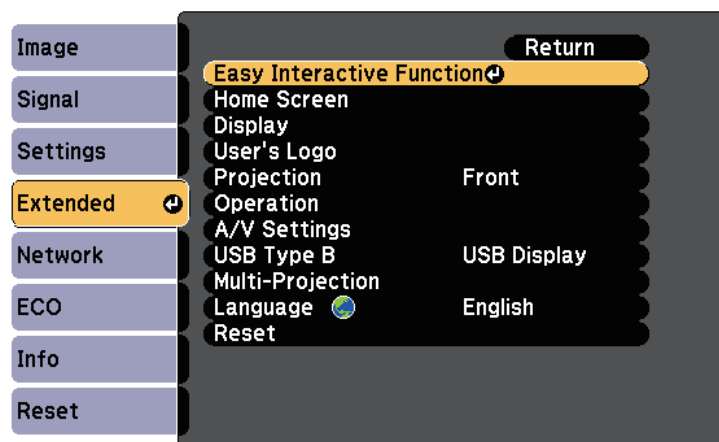 Image
Signal
Settings
Extended
Network
ECO
Info
Reset
Return
Easy Interactive Function
Home Screen
Display
User's Logo
Projection Front
Operation
A/V Settings
USB Type B USB Display
Multi-Projection
Language English
Reset